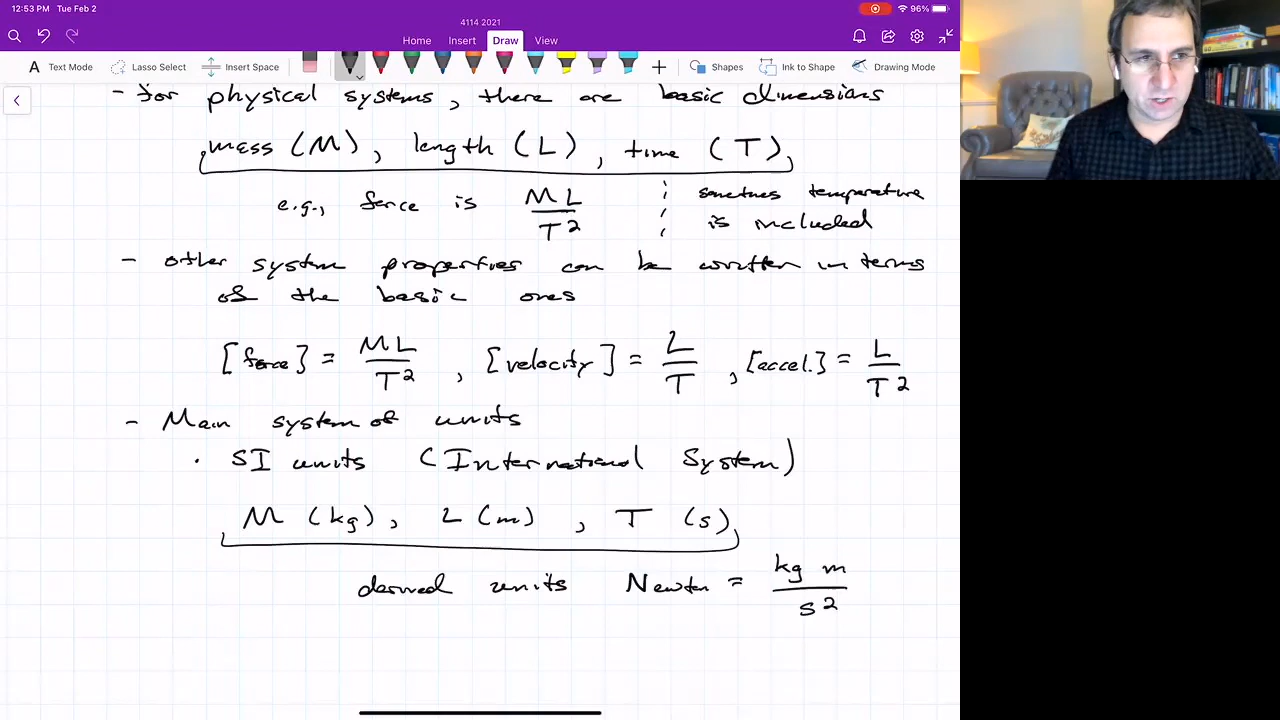 12:53 PM Tue Feb 2
96%
4114 2021
Home Insert Draw View
Text Mode Lasso Select Insert Space Shapes Ink to Shape Drawing Mode
- For physical systems, there are basic dimensions
mass (M), length (L), time (T)
e.g., force is ML/T²
sometimes temperature
is included
- other system properties can be written in terms
of the basic ones
[force] = ML/T², [velocity] = L/T, [accel.] = L/T²
- Main system of units
· SI units (International System)
M (kg), L (m), T (s)
derived units Newton = kg m/s²